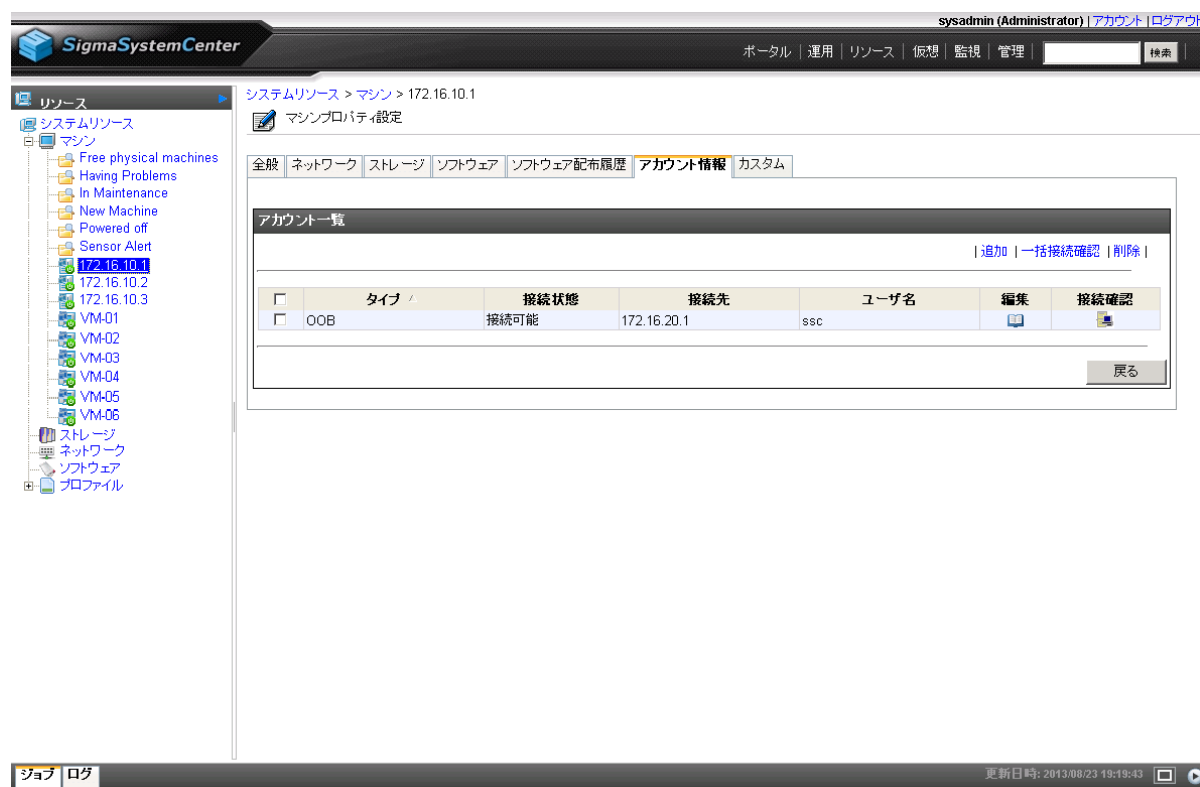 sysadmin (Administrator) | アカウント | ログアウト
SigmaSystemCenter
ポータル | 運用 | リソース | 仮想 | 監視 | 管理 | 検索 |
リソース
システムリソース
マシン
Free physical machines
Having Problems
In Maintenance
New Machine
Powered off
Sensor Alert
172.16.10.1
172.16.10.2
172.16.10.3
VM-01
VM-02
VM-03
VM-04
VM-05
VM-06
ストレージ
ネットワーク
ソフトウェア
プロファイル
システムリソース > マシン > 172.16.10.1
マシンプロパティ設定
全般 ネットワーク ストレージ ソフトウェア ソフトウェア配布履歴 アカウント情報 カスタム
アカウント一覧
| 追加 | 一括接続確認 | 削除 |
タイプ 接続状態 接続先 ユーザ名 編集 接続確認
OOB 接続可能 172.16.20.1 ssc
戻る
ジョブ ログ
更新日時: 2013/08/23 19:19:43